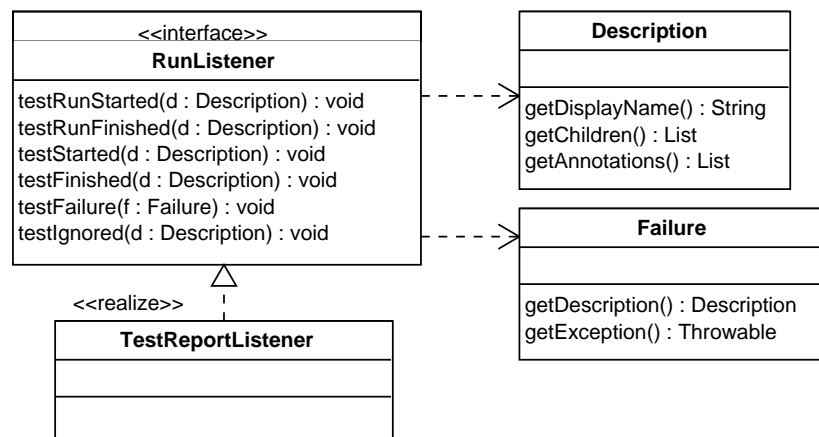 <<interface>>
RunListener
testRunStarted(d : Description) : void
testRunFinished(d : Description) : void
testStarted(d : Description) : void
testFinished(d : Description) : void
testFailure(f : Failure) : void
testIgnored(d : Description) : void
Description
getDisplayName() : String
getChildren() : List
getAnnotations() : List
Failure
getDescription() : Description
getException() : Throwable
<<realize>>
TestReportListener